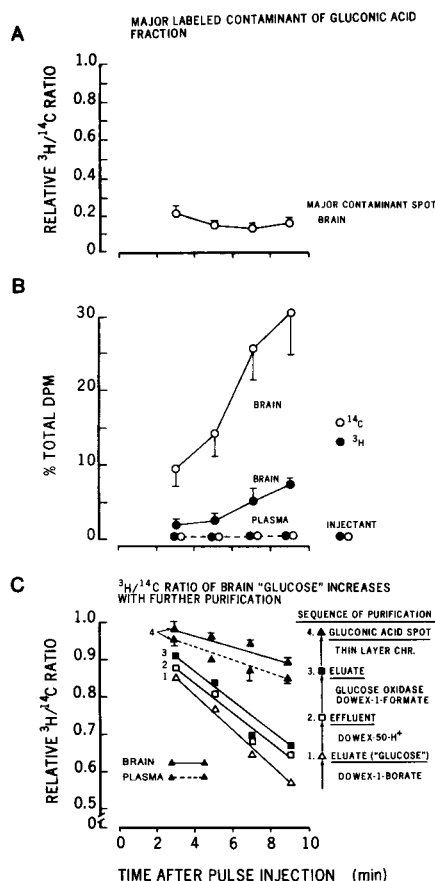 A
MAJOR LABELED CONTAMINANT OF GLUCONIC ACID
FRACTION
RELATIVE ³H/¹⁴C RATIO
1.0
0.8
0.6
0.4
0.2
0
MAJOR CONTAMINANT SPOT
BRAIN
B
% TOTAL DPM
30
20
10
0
BRAIN
BRAIN
PLASMA
¹⁴C
³H
INJECTANT
C
³H/¹⁴C RATIO OF BRAIN "GLUCOSE" INCREASES
WITH FURTHER PURIFICATION
RELATIVE ³H/¹⁴C RATIO
1.0
0.9
0.8
0.7
0.6
0.5
0
4
3
2
1
BRAIN
PLASMA
SEQUENCE OF PURIFICATION
4. GLUCONIC ACID SPOT
THIN LAYER CHR.
3. ELUATE
GLUCOSE OXIDASE
DOWEX-1-FORMATE
2. EFFLUENT
DOWEX-50-H⁺
1. ELUATE ("GLUCOSE")
DOWEX-1-BORATE
0 2 4 6 8 10
TIME AFTER PULSE INJECTION (min)